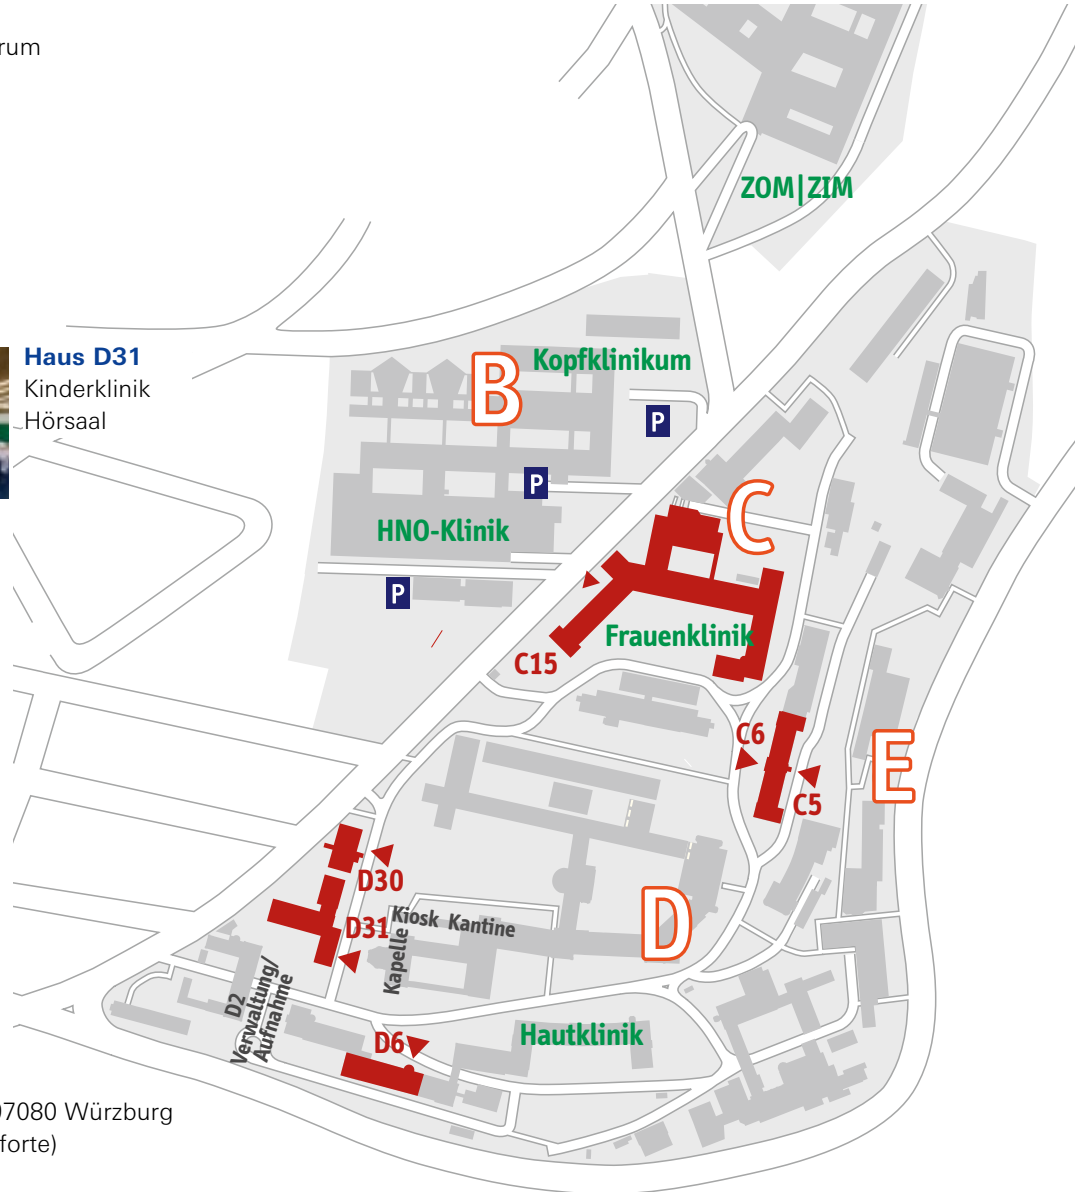 rum
ZOM|ZIM
Haus D31
Kinderklinik
Hörsaal
Kopfklinikum
B
P
P
C
HNO-Klinik
P
Frauenklinik
C15
C6
E
C5
D30
D31
Kiosk Kantine
Kapelle
D
D2
Verwaltung/
Aufnahme
D6
Hautklinik
97080 Würzburg
forte)